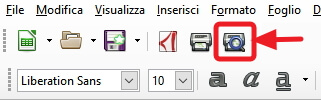 File Modifica Visualizza Inserisci Formato Foglio D
Liberation Sans 10 a a a